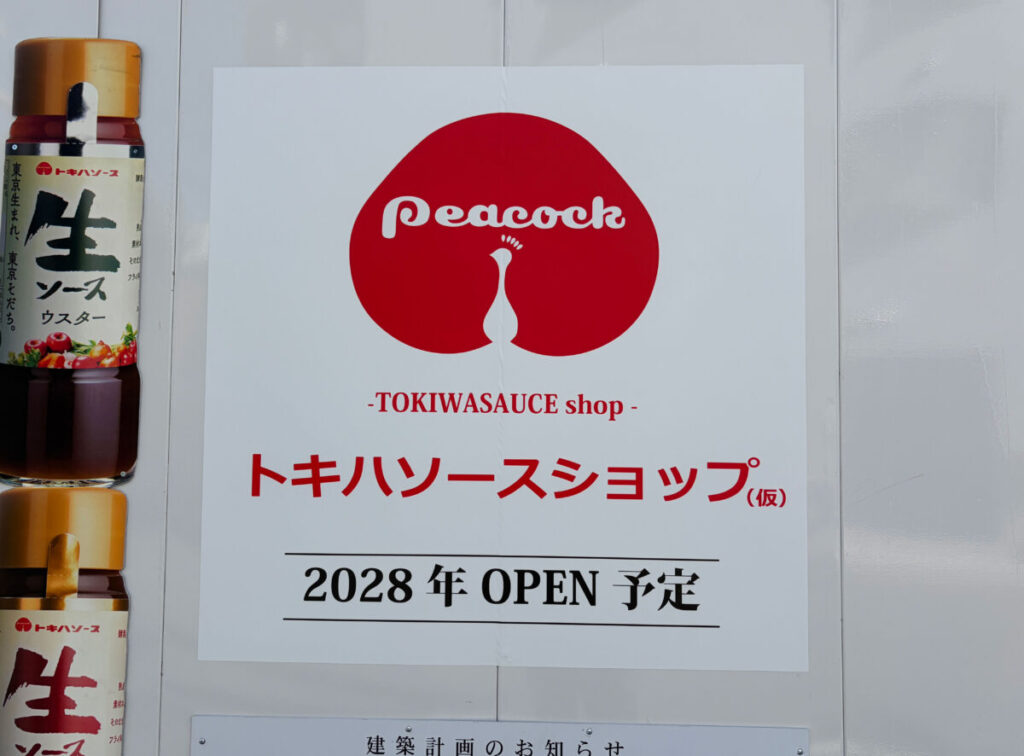 Peacock
-TOKIWASAUCE shop -
トキハソースショップ(仮)
2028年 OPEN 予定
建築計画のお知らせ
トキハソース
生
ソース
ウスター
東京生まれ、東京そだち。
トキハソース
生
ソース